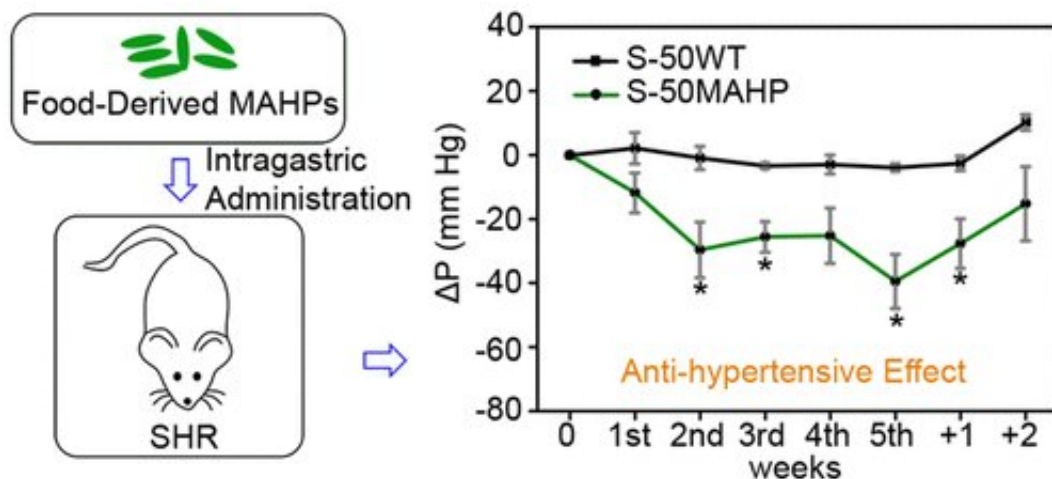 Food-Derived MAHPs
Intragastric
Administration
SHR
40
20
0
-20
-40
-60
-80
ΔP (mm Hg)
S-50WT
S-50MAHP
*
*
*
*
Anti-hypertensive Effect
0 1st 2nd 3rd 4th 5th +1 +2
weeks